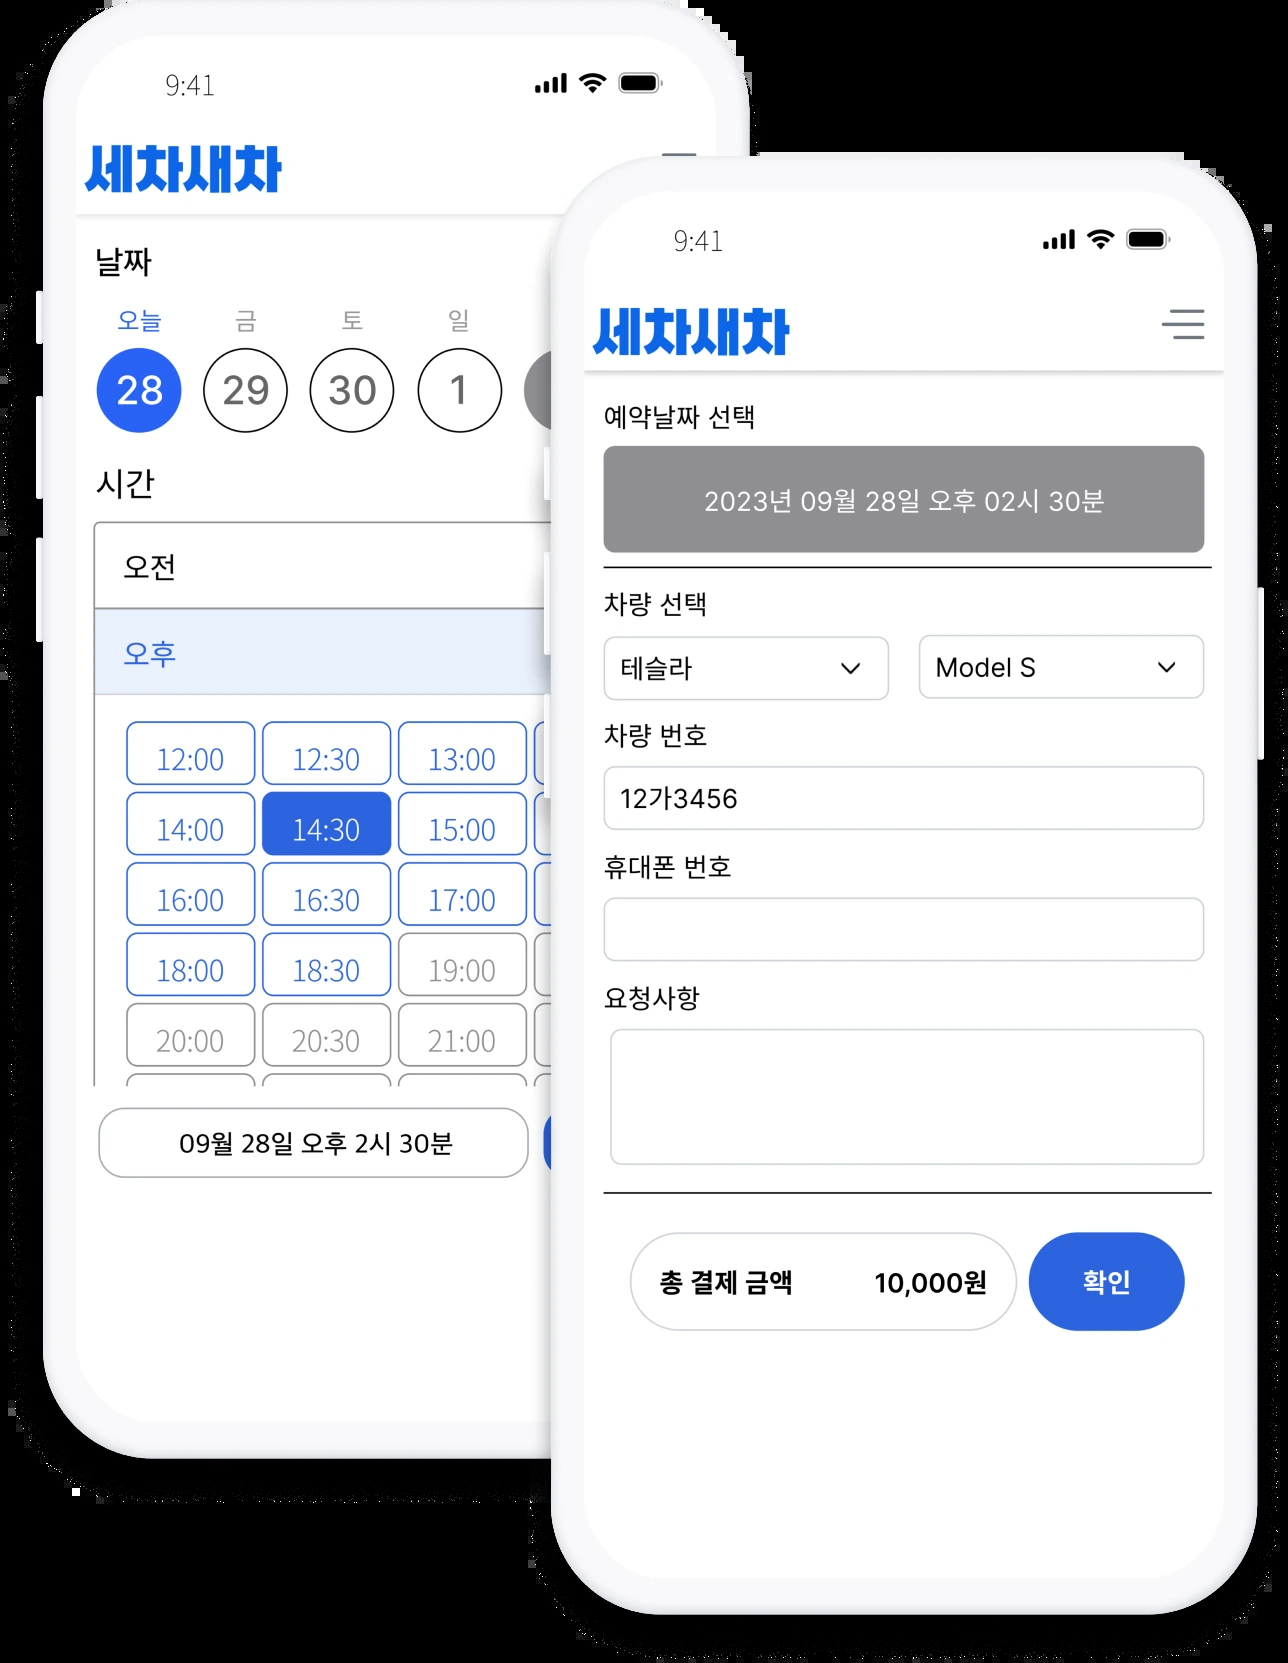 9:41
세차새차
날짜
오늘 금 토 일
28 29 30 1
시간
오전
오후
12:00 12:30 13:00
14:00 14:30 15:00
16:00 16:30 17:00
18:00 18:30 19:00
20:00 20:30 21:00
09월 28일 오후 2시 30분
9:41
세차새차
예약날짜 선택
2023년 09월 28일 오후 02시 30분
차량 선택
테슬라 Model S
차량 번호
12가3456
휴대폰 번호
요청사항
총 결제 금액 10,000원 확인